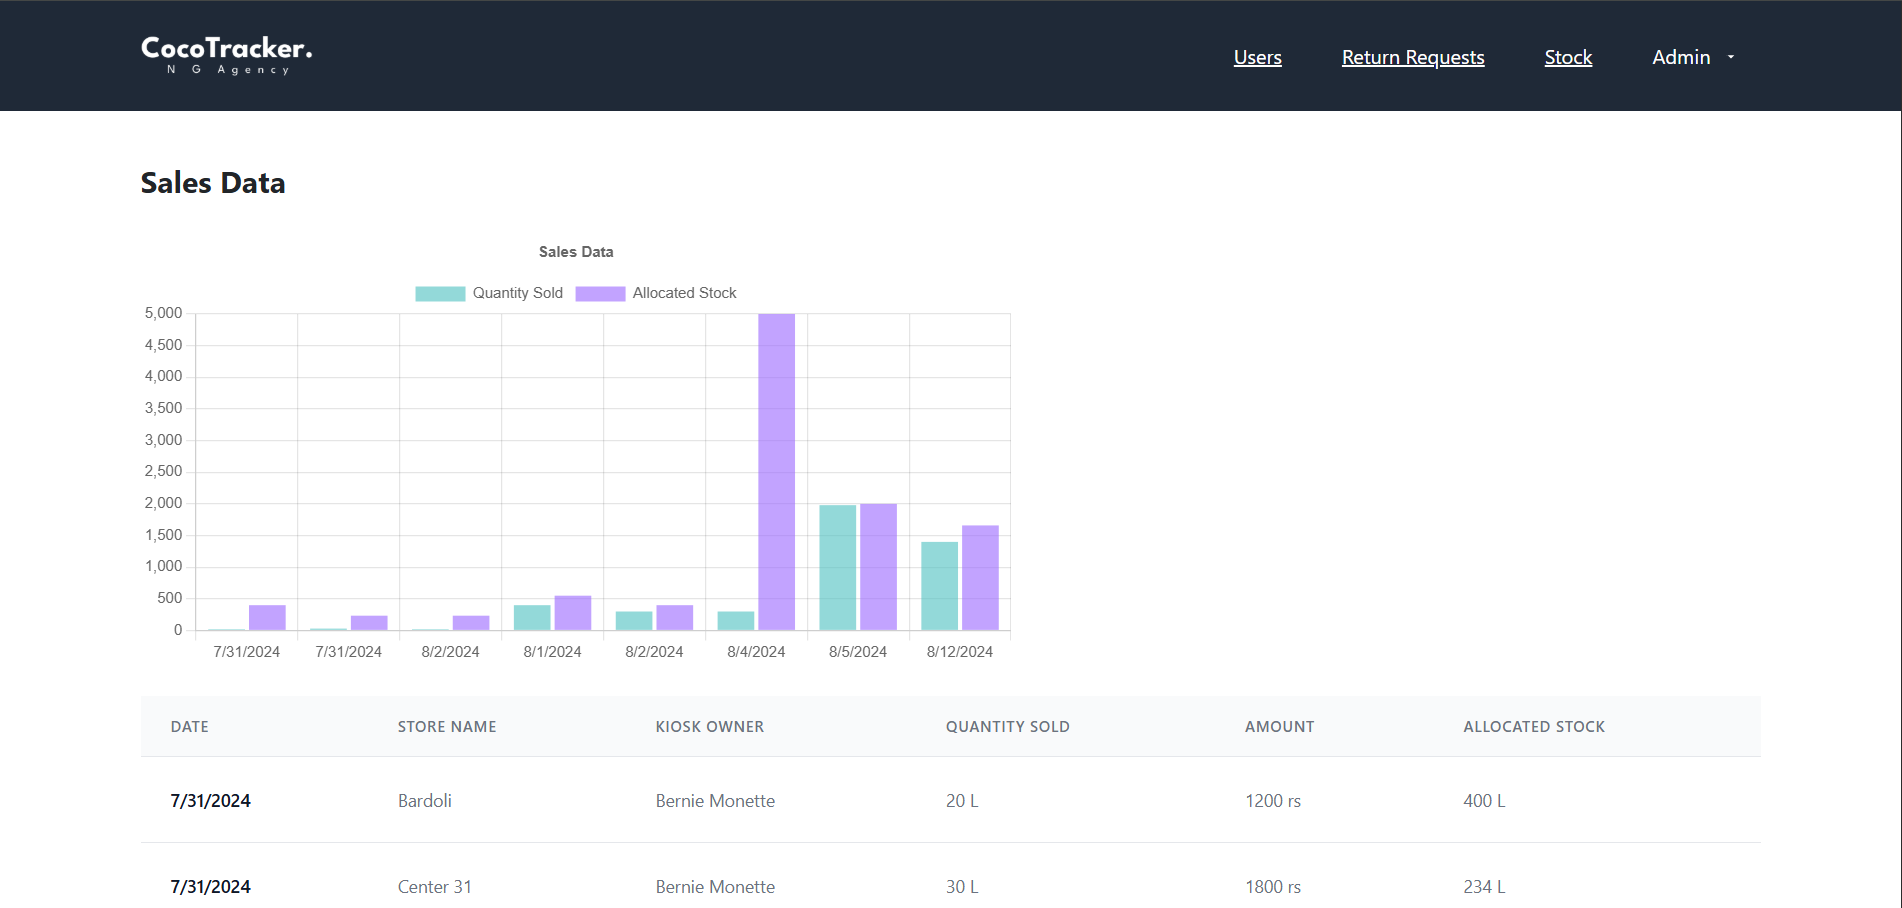 CocoTracker.
N G Agency
Users Return Requests Stock Admin
Sales Data
Sales Data
Quantity Sold Allocated Stock
5,000
4,500
4,000
3,500
3,000
2,500
2,000
1,500
1,000
500
0
7/31/2024 7/31/2024 8/2/2024 8/1/2024 8/2/2024 8/4/2024 8/5/2024 8/12/2024
DATE STORE NAME KIOSK OWNER QUANTITY SOLD AMOUNT ALLOCATED STOCK
7/31/2024 Bardoli Bernie Monette 20 L 1200 rs 400 L
7/31/2024 Center 31 Bernie Monette 30 L 1800 rs 234 L